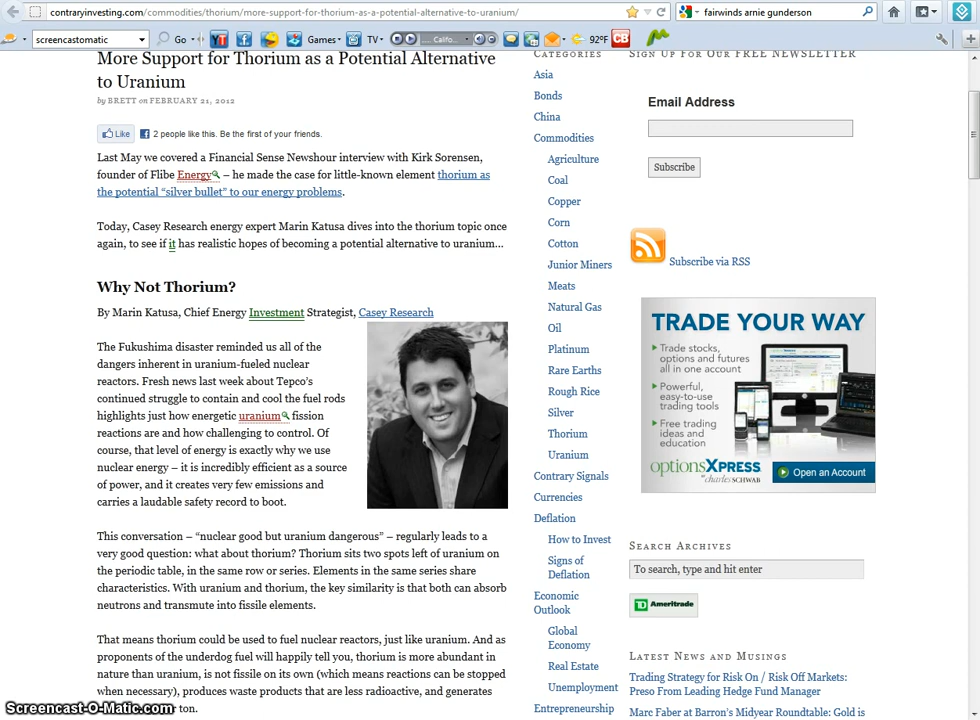 contraryinvesting.com/commodities/thorium/more-support-for-thorium-as-a-potential-alternative-to-uranium/
fairwinds arnie gunderson
screencastomatic
Go
Games
TV
Califo...
92°F
CB
More Support for Thorium as a Potential Alternative
to Uranium
by BRETT on FEBRUARY 21, 2012
Like
2 people like this. Be the first of your friends.
Last May we covered a Financial Sense Newshour interview with Kirk Sorensen,
founder of Flibe Energy – he made the case for little-known element thorium as
the potential “silver bullet” to our energy problems.
Today, Casey Research energy expert Marin Katusa dives into the thorium topic once
again, to see if it has realistic hopes of becoming a potential alternative to uranium…
Why Not Thorium?
By Marin Katusa, Chief Energy Investment Strategist, Casey Research
The Fukushima disaster reminded us all of the
dangers inherent in uranium-fueled nuclear
reactors. Fresh news last week about Tepco’s
continued struggle to contain and cool the fuel rods
highlights just how energetic uranium fission
reactions are and how challenging to control. Of
course, that level of energy is exactly why we use
nuclear energy – it is incredibly efficient as a source
of power, and it creates very few emissions and
carries a laudable safety record to boot.
This conversation – “nuclear good but uranium dangerous” – regularly leads to a
very good question: what about thorium? Thorium sits two spots left of uranium on
the periodic table, in the same row or series. Elements in the same series share
characteristics. With uranium and thorium, the key similarity is that both can absorb
neutrons and transmute into fissile elements.
That means thorium could be used to fuel nuclear reactors, just like uranium. And as
proponents of the underdog fuel will happily tell you, thorium is more abundant in
nature than uranium, is not fissile on its own (which means reactions can be stopped
when necessary), produces waste products that are less radioactive, and generates
ton.
Screencast-O-Matic.com
CATEGORIES
Asia
Bonds
China
Commodities
Agriculture
Coal
Copper
Corn
Cotton
Junior Miners
Meats
Natural Gas
Oil
Platinum
Rare Earths
Rough Rice
Silver
Thorium
Uranium
Contrary Signals
Currencies
Deflation
How to Invest
Signs of
Deflation
Economic
Outlook
Global
Economy
Real Estate
Unemployment
Entrepreneurship
SIGN UP FOR OUR FREE NEWSLETTER
Email Address
Subscribe
Subscribe via RSS
TRADE YOUR WAY
Trade stocks,
options and futures
all in one account
Powerful,
easy-to-use
trading tools
Free trading
ideas and
education
optionsXpress
by charles SCHWAB
Open an Account
SEARCH ARCHIVES
To search, type and hit enter
Ameritrade
LATEST NEWS AND MUSINGS
Trading Strategy for Risk On / Risk Off Markets:
Preso From Leading Hedge Fund Manager
Marc Faber at Barron’s Midyear Roundtable: Gold is